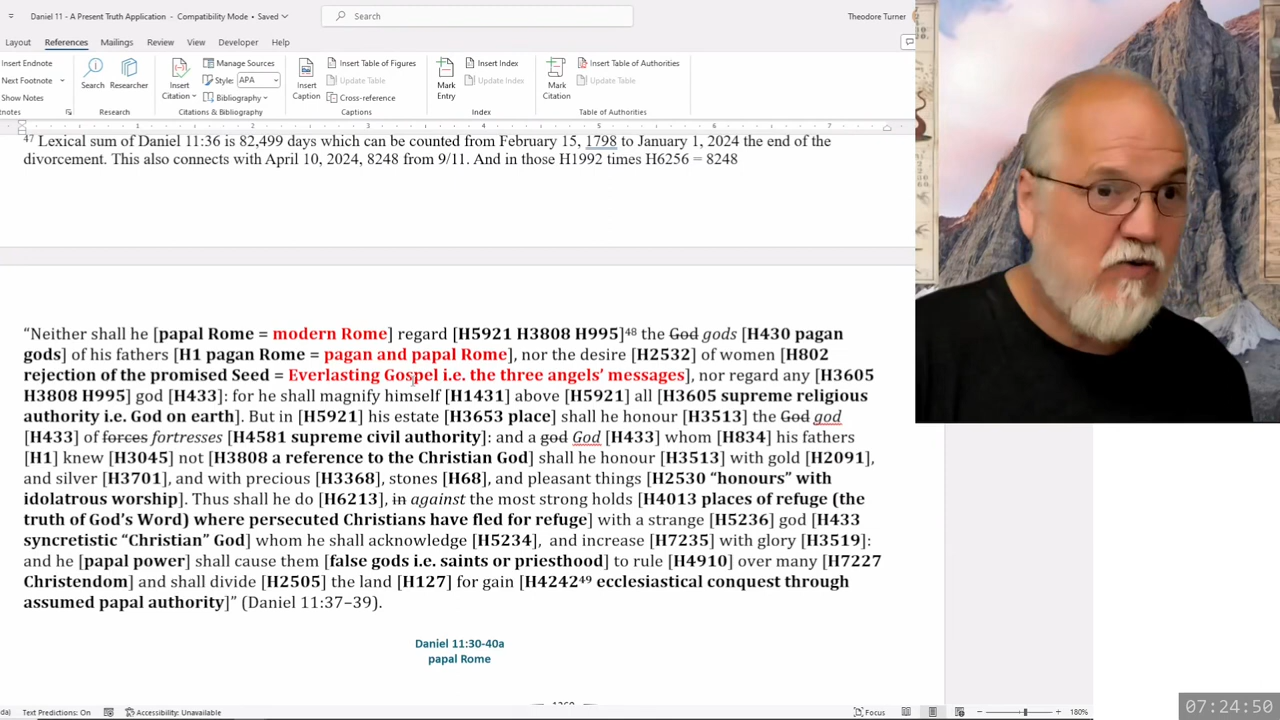 Daniel 11 - A Present Truth Application - Compatibility Mode • Saved
Search
Theodore Turner
Layout References Mailings Review View Developer Help
Insert Endnote
Next Footnote
Show Notes
Search
Researcher
Research
Insert Citation
Manage Sources
Style: APA
Bibliography
Citations & Bibliography
Insert Caption
Insert Table of Figures
Update Table
Cross-reference
Captions
Mark Entry
Insert Index
Update Index
Index
Mark Citation
Insert Table of Authorities
Update Table
Table of Authorities
1 2 3 4 5 6 7
47 Lexical sum of Daniel 11:36 is 82,499 days which can be counted from February 15, 1798 to January 1, 2024 the end of the
divorcement. This also connects with April 10, 2024, 8248 from 9/11. And in those H1992 times H6256 = 8248
“Neither shall he [papal Rome = modern Rome] regard [H5921 H3808 H995]48 the God gods [H430 pagan
gods] of his fathers [H1 pagan Rome = pagan and papal Rome], nor the desire [H2532] of women [H802
rejection of the promised Seed = Everlasting Gospel i.e. the three angels’ messages], nor regard any [H3605
H3808 H995] god [H433]: for he shall magnify himself [H1431] above [H5921] all [H3605 supreme religious
authority i.e. God on earth]. But in [H5921] his estate [H3653 place] shall he honour [H3513] the God god
[H433] of forces fortresses [H4581 supreme civil authority]: and a god God [H433] whom [H834] his fathers
[H1] knew [H3045] not [H3808 a reference to the Christian God] shall he honour [H3513] with gold [H2091],
and silver [H3701], and with precious [H3368], stones [H68], and pleasant things [H2530 “honours” with
idolatrous worship]. Thus shall he do [H6213], in against the most strong holds [H4013 places of refuge (the
truth of God’s Word) where persecuted Christians have fled for refuge] with a strange [H5236] god [H433
syncretistic “Christian” God] whom he shall acknowledge [H5234], and increase [H7235] with glory [H3519]:
and he [papal power] shall cause them [false gods i.e. saints or priesthood] to rule [H4910] over many [H7227
Christendom] and shall divide [H2505] the land [H127] for gain [H424249 ecclesiastical conquest through
assumed papal authority]” (Daniel 11:37–39).
Daniel 11:30-40a
papal Rome
Text Predictions: On
Accessibility: Unavailable
Focus
180%
07:24:50